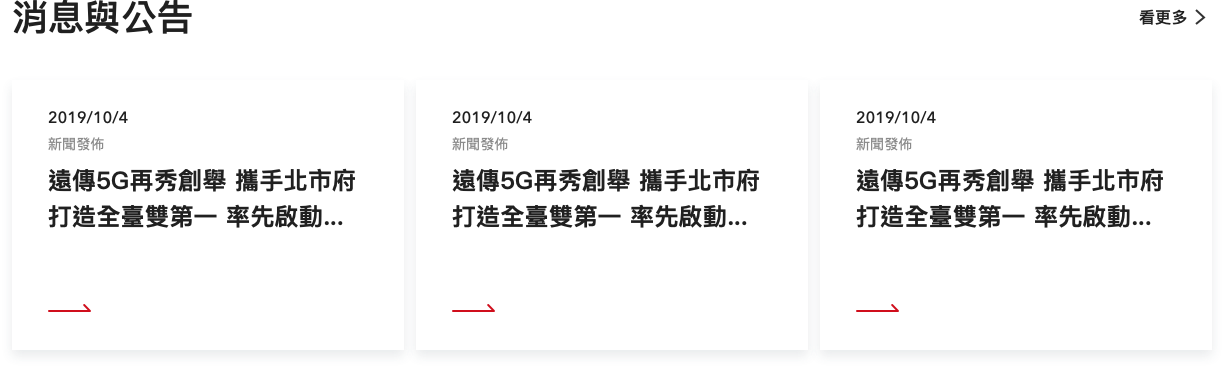 消息與公告
看更多
2019/10/4
新聞發佈
遠傳5G再秀創舉 攜手北市府
打造全臺雙第一 率先啟動...
2019/10/4
新聞發佈
遠傳5G再秀創舉 攜手北市府
打造全臺雙第一 率先啟動...
2019/10/4
新聞發佈
遠傳5G再秀創舉 攜手北市府
打造全臺雙第一 率先啟動...